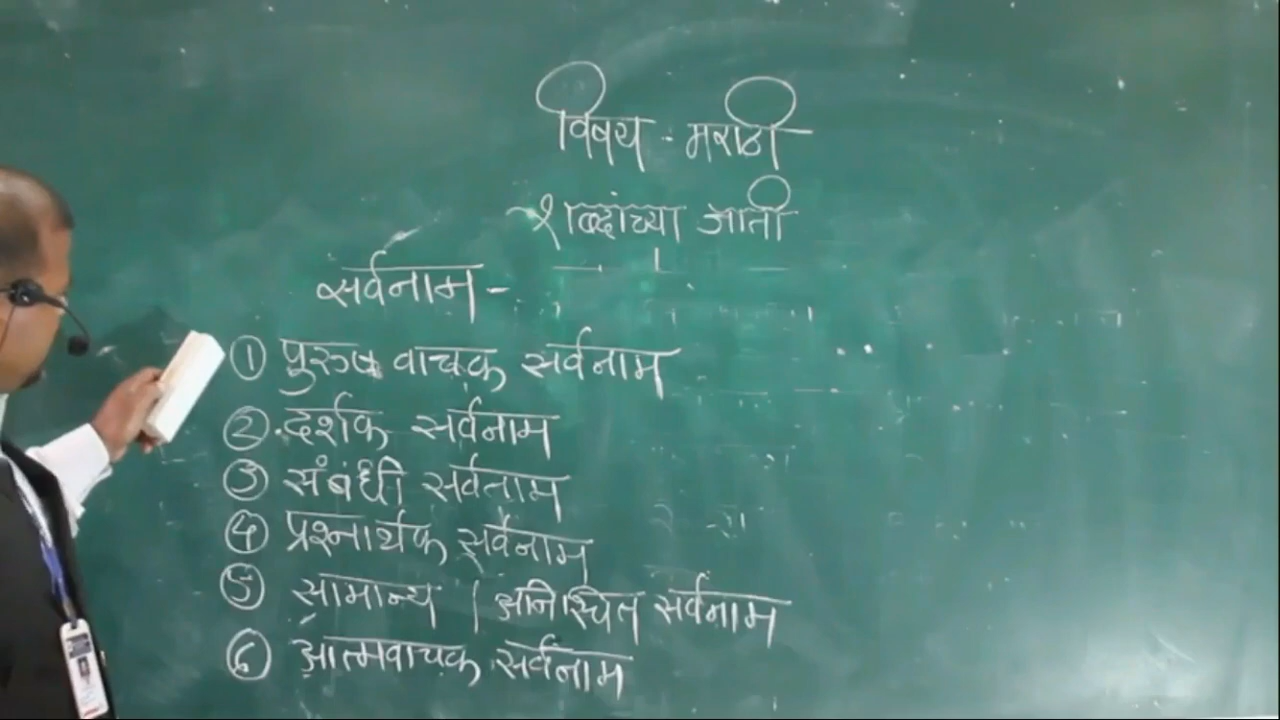 विषय - मराठी
शब्दांच्या जाती
सर्वनाम -
① पुरुष वाचक सर्वनाम
② दर्शक सर्वनाम
③ संबंधी सर्वनाम
④ प्रश्नार्थक सर्वनाम
⑤ सामान्य / अनिश्चित सर्वनाम
⑥ आत्मवाचक सर्वनाम